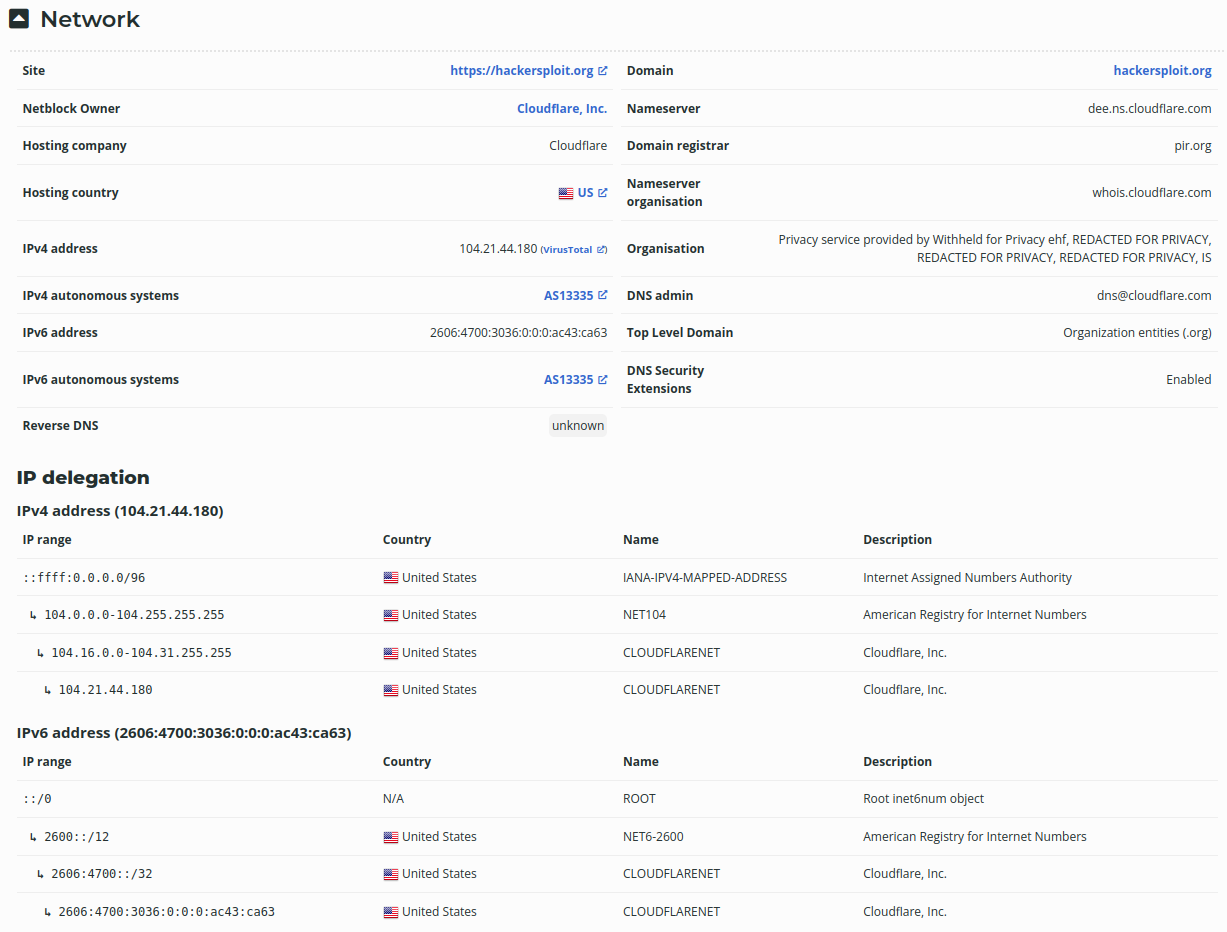 Network
Site https://hackersploit.org Domain hackersploit.org
Netblock Owner Cloudflare, Inc. Nameserver dee.ns.cloudflare.com
Hosting company Cloudflare Domain registrar pir.org
Hosting country US Nameserver organisation whois.cloudflare.com
IPv4 address 104.21.44.180 (VirusTotal) Organisation Privacy service provided by Withheld for Privacy ehf, REDACTED FOR PRIVACY,
REDACTED FOR PRIVACY, REDACTED FOR PRIVACY, IS
IPv4 autonomous systems AS13335 DNS admin dns@cloudflare.com
IPv6 address 2606:4700:3036:0:0:0:ac43:ca63 Top Level Domain Organization entities (.org)
IPv6 autonomous systems AS13335 DNS Security Extensions Enabled
Reverse DNS unknown
IP delegation
IPv4 address (104.21.44.180)
IP range Country Name Description
::ffff:0.0.0.0/96 United States IANA-IPV4-MAPPED-ADDRESS Internet Assigned Numbers Authority
↳ 104.0.0.0-104.255.255.255 United States NET104 American Registry for Internet Numbers
↳ 104.16.0.0-104.31.255.255 United States CLOUDFLARENET Cloudflare, Inc.
↳ 104.21.44.180 United States CLOUDFLARENET Cloudflare, Inc.
IPv6 address (2606:4700:3036:0:0:0:ac43:ca63)
IP range Country Name Description
::/0 N/A ROOT Root inet6num object
↳ 2600::/12 United States NET6-2600 American Registry for Internet Numbers
↳ 2606:4700::/32 United States CLOUDFLARENET Cloudflare, Inc.
↳ 2606:4700:3036:0:0:0:ac43:ca63 United States CLOUDFLARENET Cloudflare, Inc.